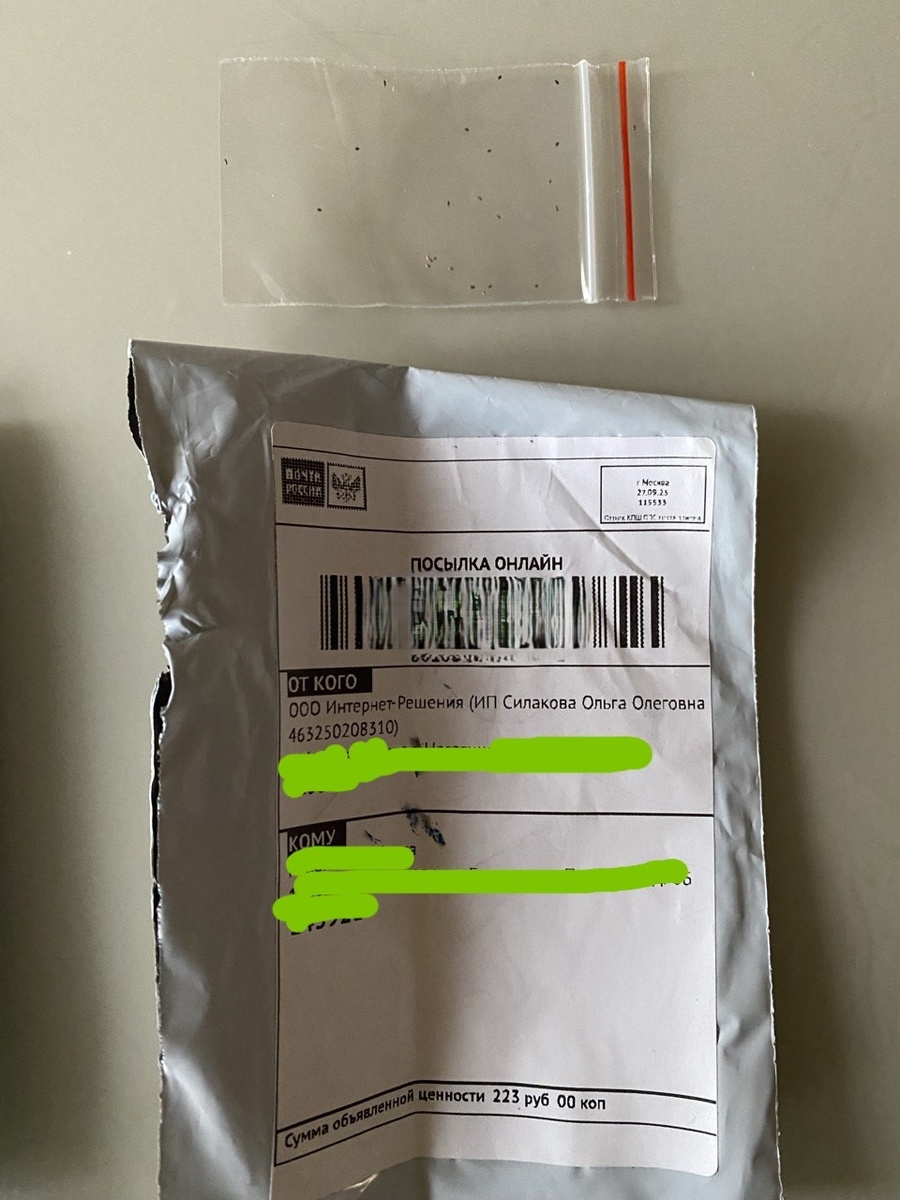 ПОЧТА
РОССИИ
г Москва
27.09.23
115533
ПОСЫЛКА ОНЛАЙН
ОТ КОГО
ООО Интернет-Решения (ИП Силакова Ольга Олеговна
463250208310)
КОМУ
Сумма объявленной ценности 223 руб 00 коп